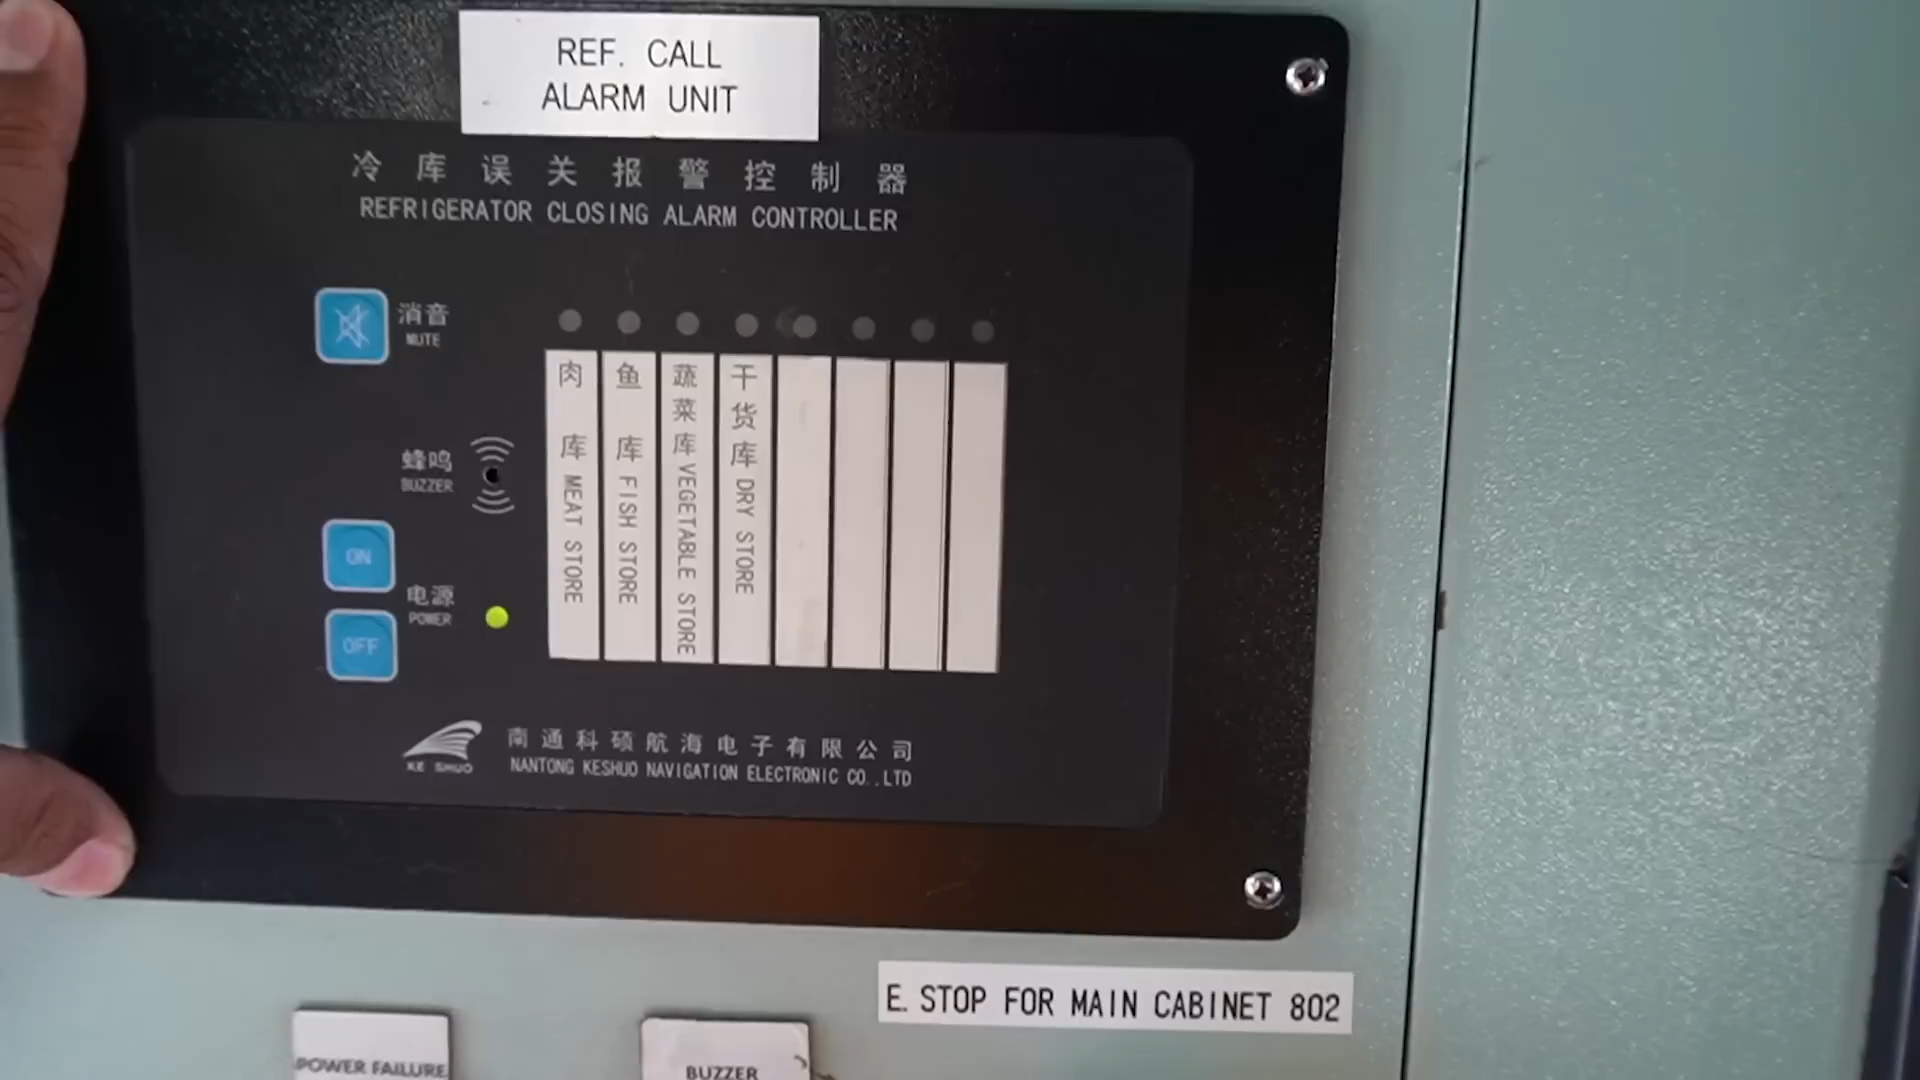 REF. CALL
ALARM UNIT
冷库误关报警控制器
REFRIGERATOR CLOSING ALARM CONTROLLER
消音
MUTE
蜂鸣
BUZZER
ON
电源
POWER
OFF
肉库 MEAT STORE
鱼库 FISH STORE
蔬菜库 VEGETABLE STORE
干货库 DRY STORE
KE SHUO
南通科硕航海电子有限公司
NANTONG KESHUO NAVIGATION ELECTRONIC CO.,LTD
E. STOP FOR MAIN CABINET 802
POWER FAILURE
BUZZER